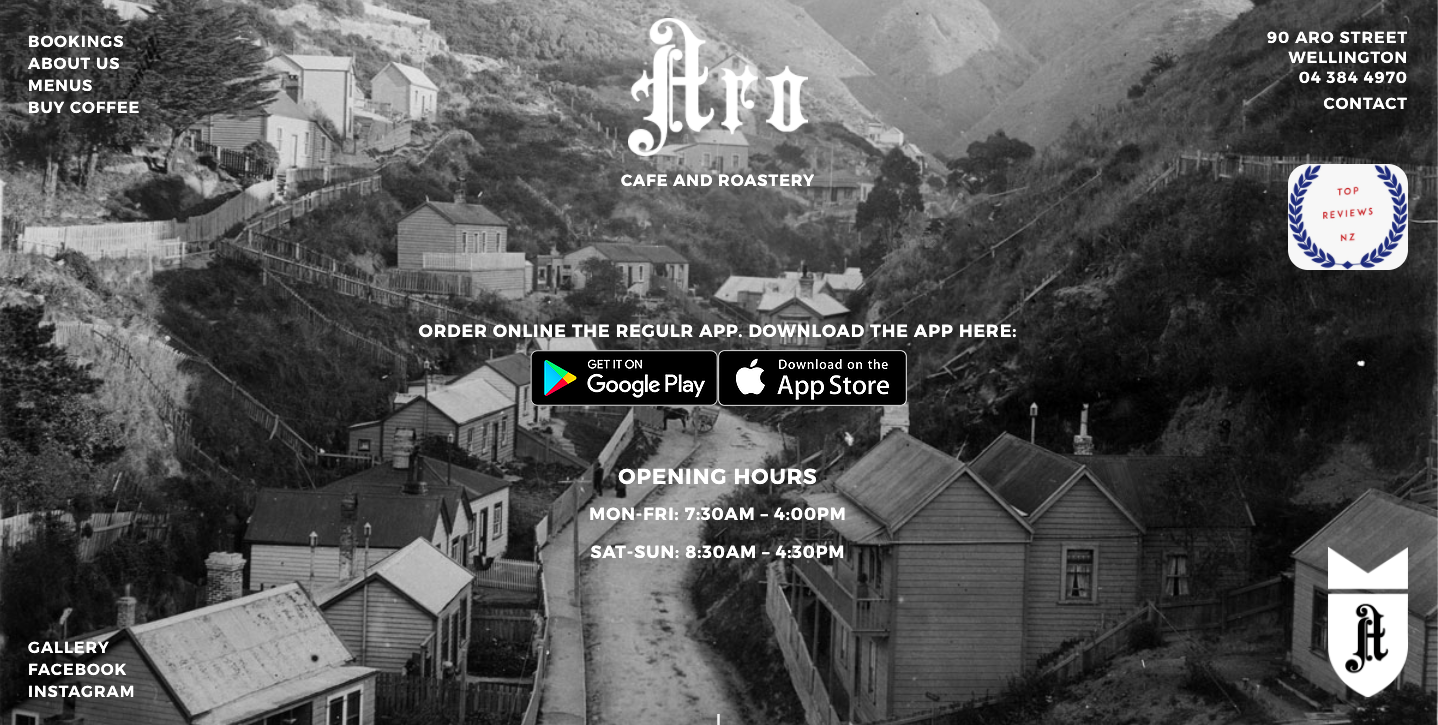 BOOKINGS
ABOUT US
MENUS
BUY COFFEE
Aro
CAFE AND ROASTERY
90 ARO STREET
WELLINGTON
04 384 4970
CONTACT
TOP
REVIEWS
NZ
ORDER ONLINE THE REGULR APP. DOWNLOAD THE APP HERE:
GET IT ON
Google Play
Download on the
App Store
OPENING HOURS
MON-FRI: 7:30AM – 4:00PM
SAT-SUN: 8:30AM – 4:30PM
GALLERY
FACEBOOK
INSTAGRAM
A